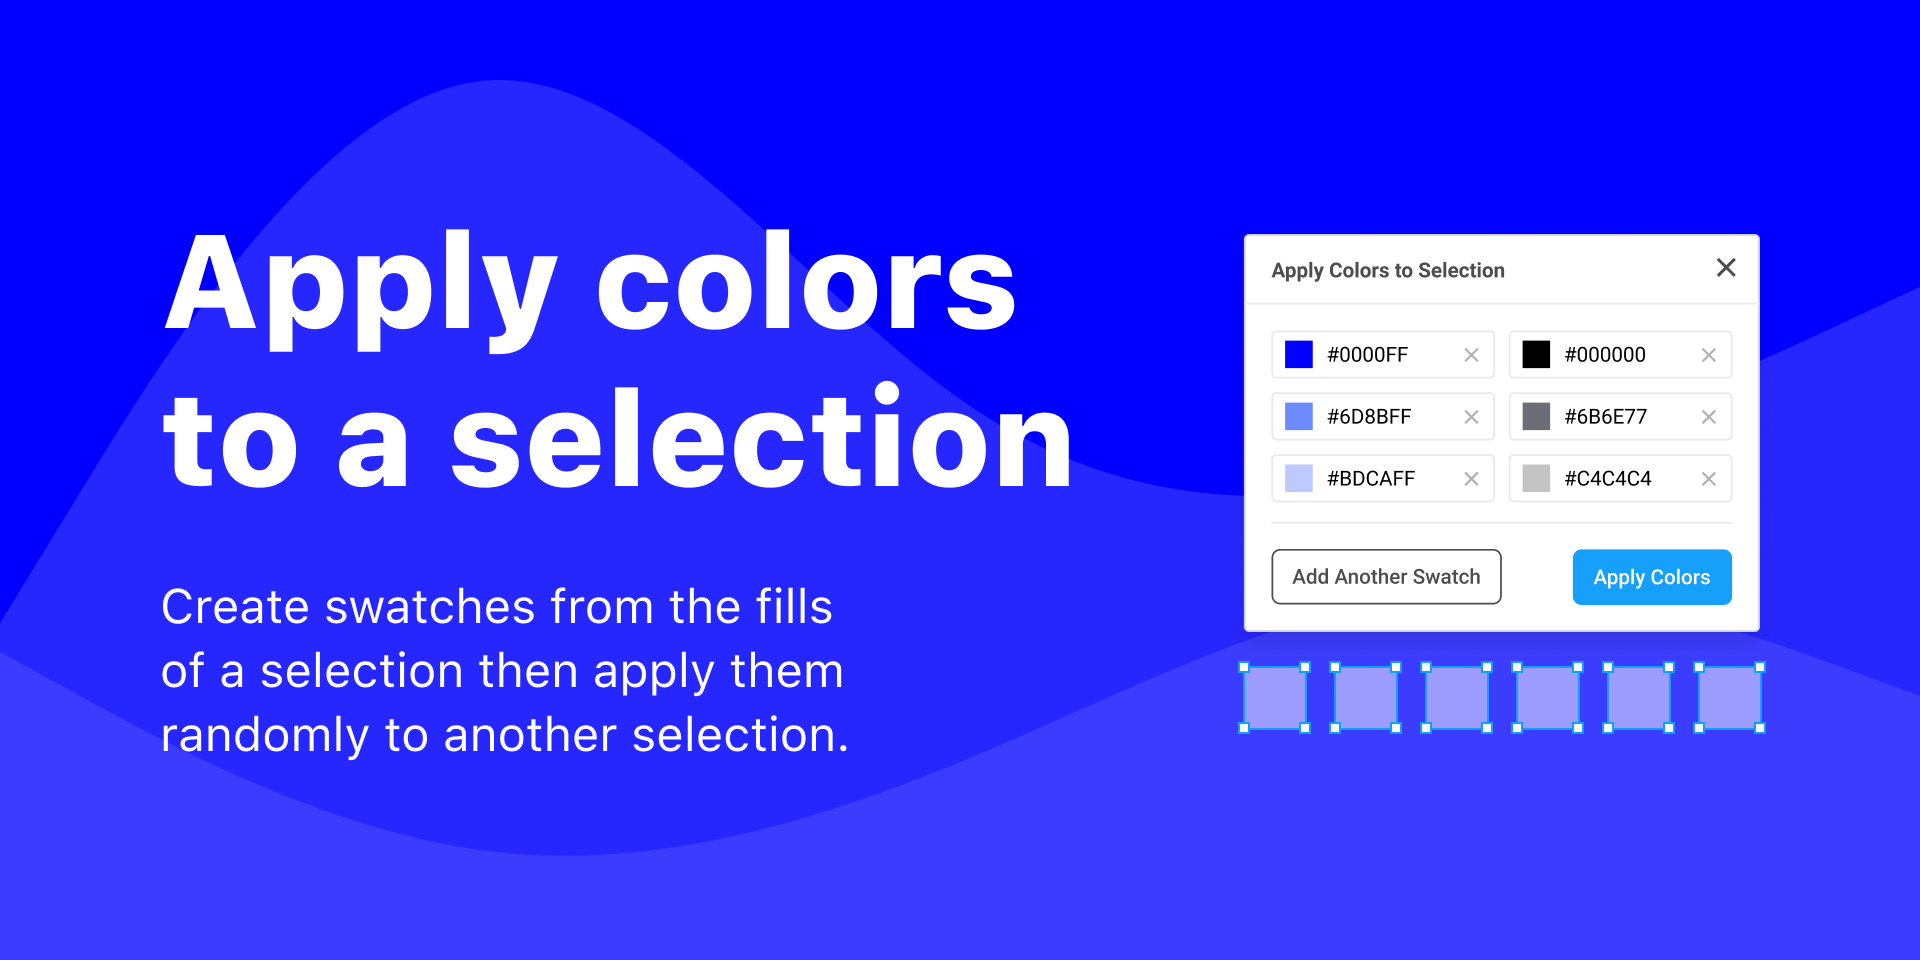 Apply colors
to a selection
Create swatches from the fills
of a selection then apply them
randomly to another selection.
Apply Colors to Selection
#0000FF
#000000
#6D8BFF
#6B6E77
#BDCAFF
#C4C4C4
Add Another Swatch
Apply Colors